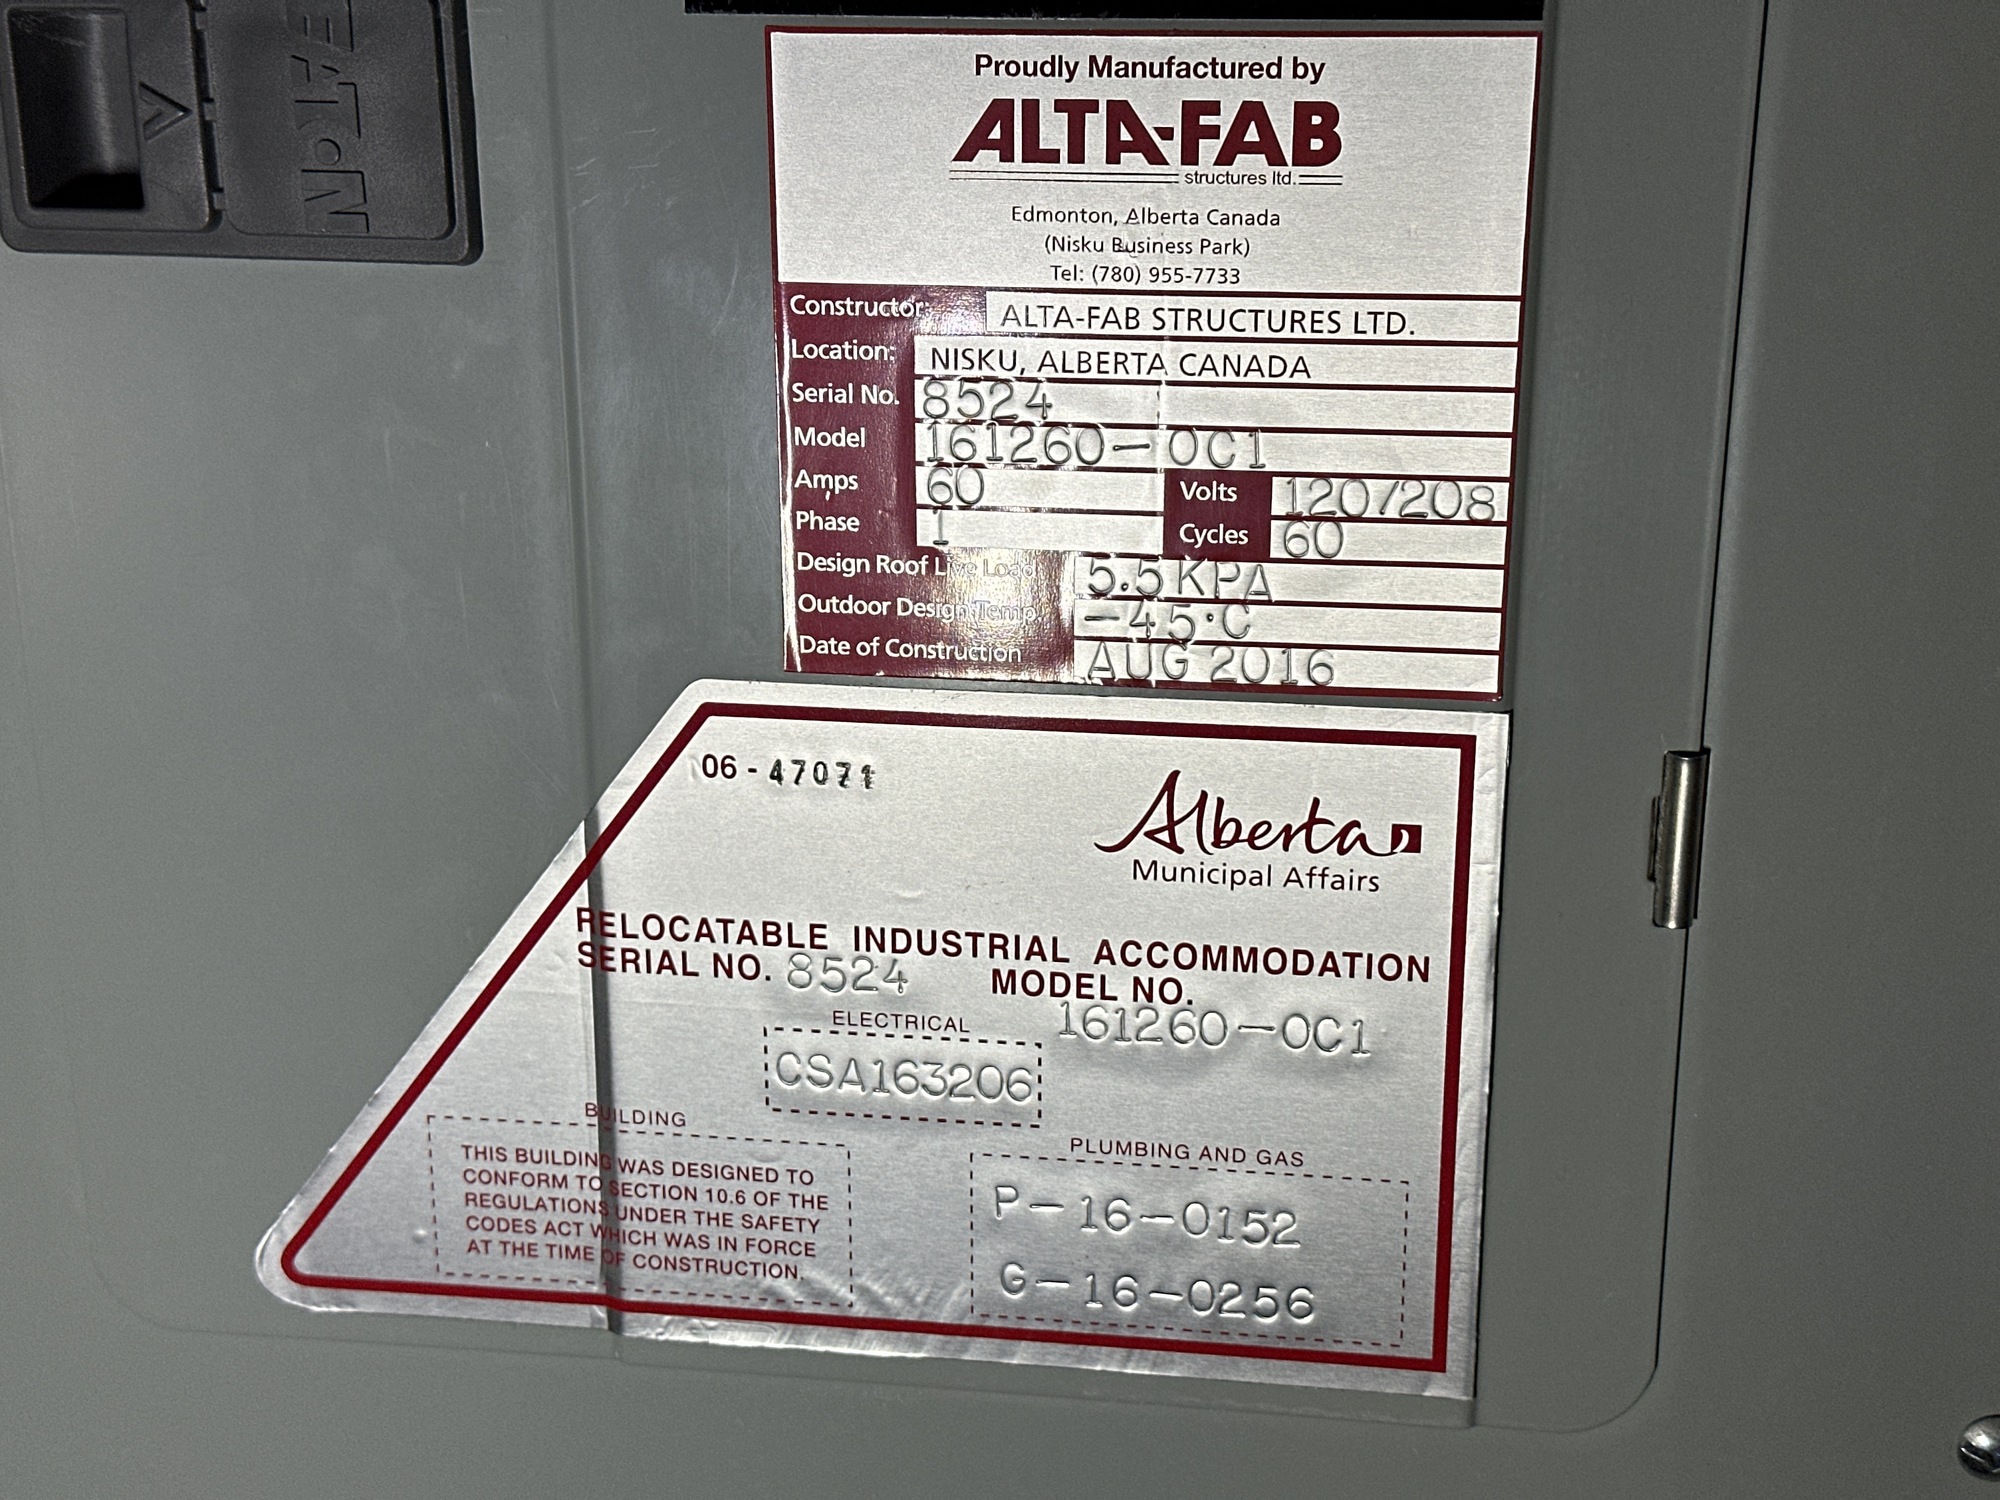 EATON
Proudly Manufactured by
ALTA-FAB
structures ltd.
Edmonton, Alberta Canada
(Nisku Business Park)
Tel: (780) 955-7733
Constructor: ALTA-FAB STRUCTURES LTD.
Location: NISKU, ALBERTA CANADA
Serial No. 8524
Model 161260-OC1
Amps 60 Volts 120/208
Phase 1 Cycles 60
Design Roof Live Load 5.5 KPA
Outdoor Design Temp. -45°C
Date of Construction AUG 2016
06-47071
Alberta
Municipal Affairs
RELOCATABLE INDUSTRIAL ACCOMMODATION
SERIAL NO. 8524 MODEL NO.
161260-OC1
ELECTRICAL
CSA163206
BUILDING
THIS BUILDING WAS DESIGNED TO
CONFORM TO SECTION 10.6 OF THE
REGULATIONS UNDER THE SAFETY
CODES ACT WHICH WAS IN FORCE
AT THE TIME OF CONSTRUCTION.
PLUMBING AND GAS
P-16-0152
G-16-0256